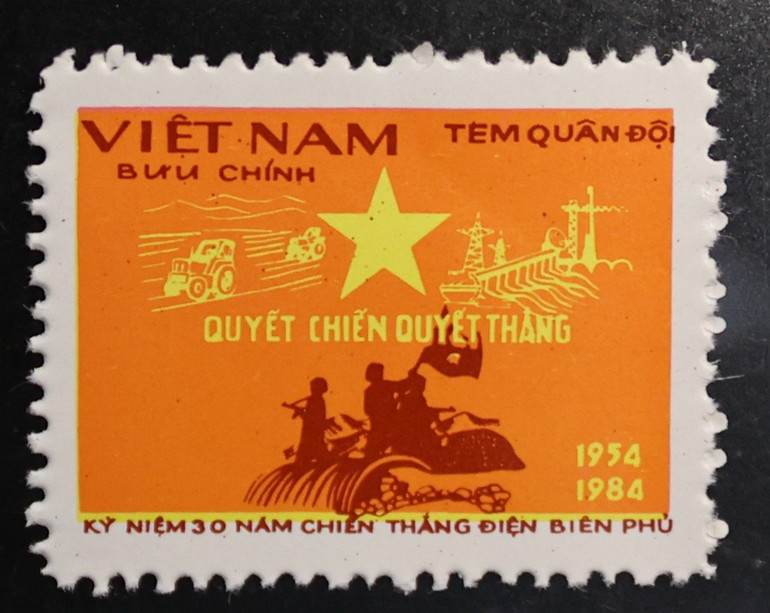 VIỆT NAM TEM QUÂN ĐỘI
BƯU CHÍNH
QUYẾT CHIẾN QUYẾT THẮNG
1954
1984
KỶ NIỆM 30 NĂM CHIẾN THẮNG ĐIỆN BIÊN PHỦ